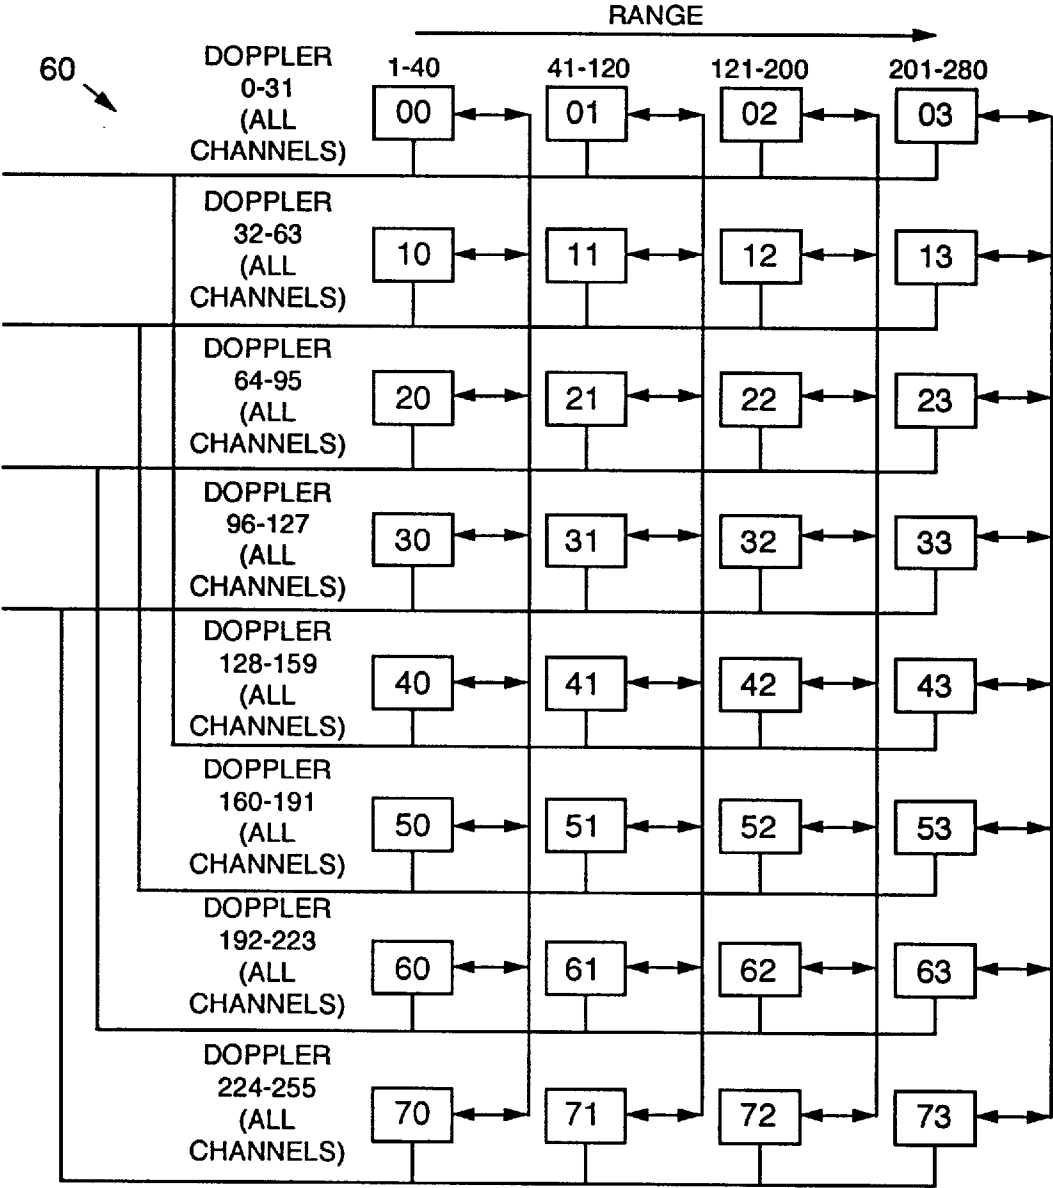 RANGE
60
DOPPLER
0-31
(ALL
CHANNELS)
1-40 41-120 121-200 201-280
00 01 02 03
DOPPLER
32-63
(ALL
CHANNELS)
10 11 12 13
DOPPLER
64-95
(ALL
CHANNELS)
20 21 22 23
DOPPLER
96-127
(ALL
CHANNELS)
30 31 32 33
DOPPLER
128-159
(ALL
CHANNELS)
40 41 42 43
DOPPLER
160-191
(ALL
CHANNELS)
50 51 52 53
DOPPLER
192-223
(ALL
CHANNELS)
60 61 62 63
DOPPLER
224-255
(ALL
CHANNELS)
70 71 72 73